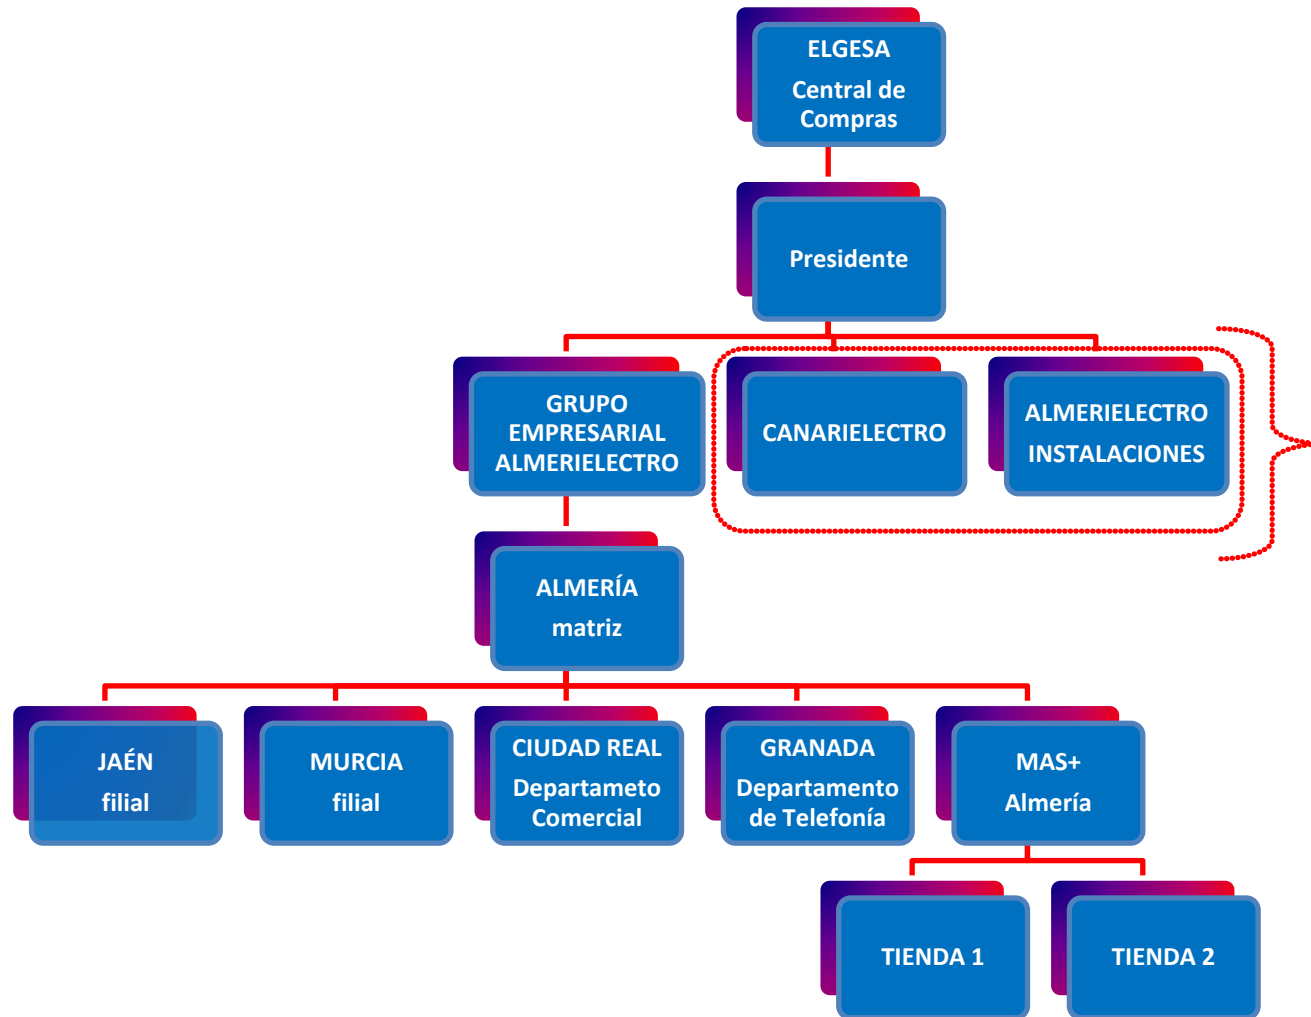 ELGESA
Central de
Compras
Presidente
GRUPO
EMPRESARIAL
ALMERIELECTRO
CANARIELECTRO
ALMERIELECTRO
INSTALACIONES
ALMERÍA
matriz
JAÉN
filial
MURCIA
filial
CIUDAD REAL
Departameto
Comercial
GRANADA
Departamento
de Telefonía
MAS+
Almería
TIENDA 1
TIENDA 2